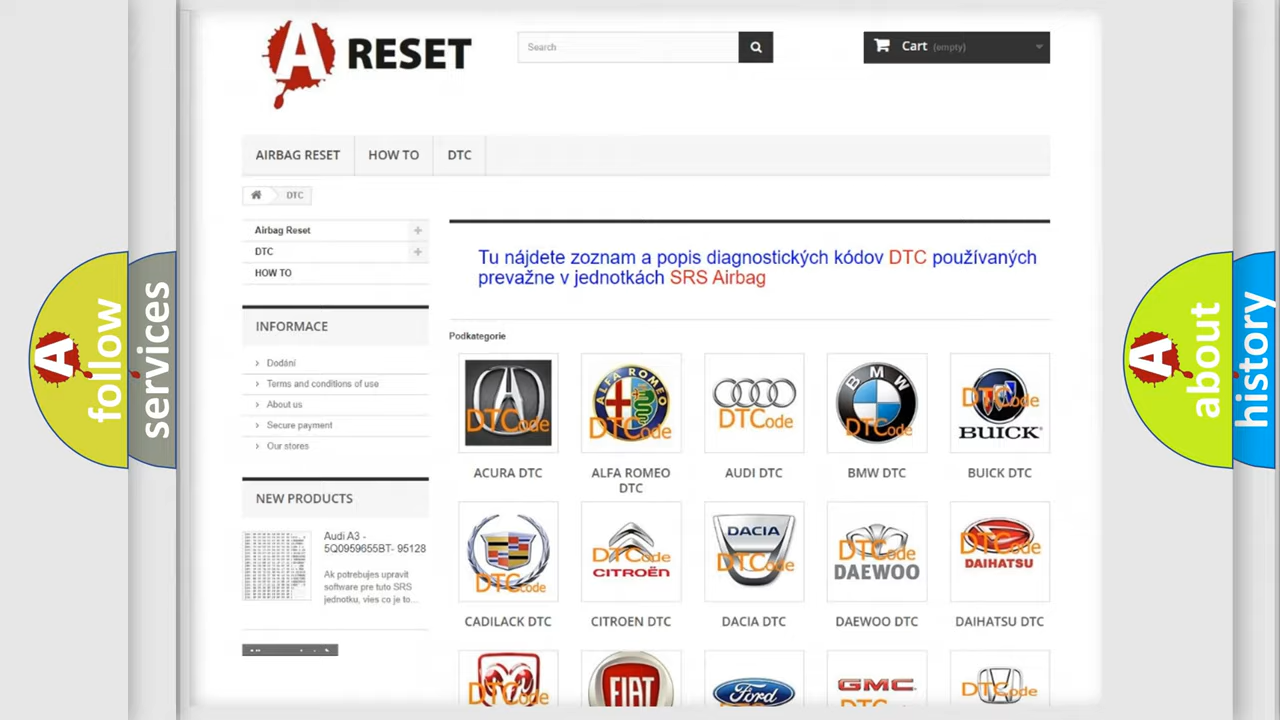 A RESET
Search
Cart (empty)
AIRBAG RESET
HOW TO
DTC
DTC
Airbag Reset
DTC
HOW TO
INFORMACE
Dodání
Terms and conditions of use
About us
Secure payment
Our stores
NEW PRODUCTS
Audi A3 -
5Q0959655BT- 95128
Ak potrebujes upravit
software pre tuto SRS
jednotku, vies co je to...
Tu nájdete zoznam a popis diagnostických kódov DTC používaných
prevažne v jednotkách SRS Airbag
Podkategorie
DTCode
ACURA DTC
ALFA ROMEO
DTCode
ALFA ROMEO
DTC
DTCode
AUDI DTC
BMW
DTCode
BMW DTC
DTCode
BUICK
BUICK DTC
DTCode
CADILACK DTC
DTCode
CITROËN
CITROEN DTC
DACIA
DTCode
DACIA DTC
DTCode
DAEWOO
DAEWOO DTC
DTCode
DAIHATSU
DAIHATSU DTC
DTCode
FIAT
Ford
GMC
DTCode
A follow
services
A about
history